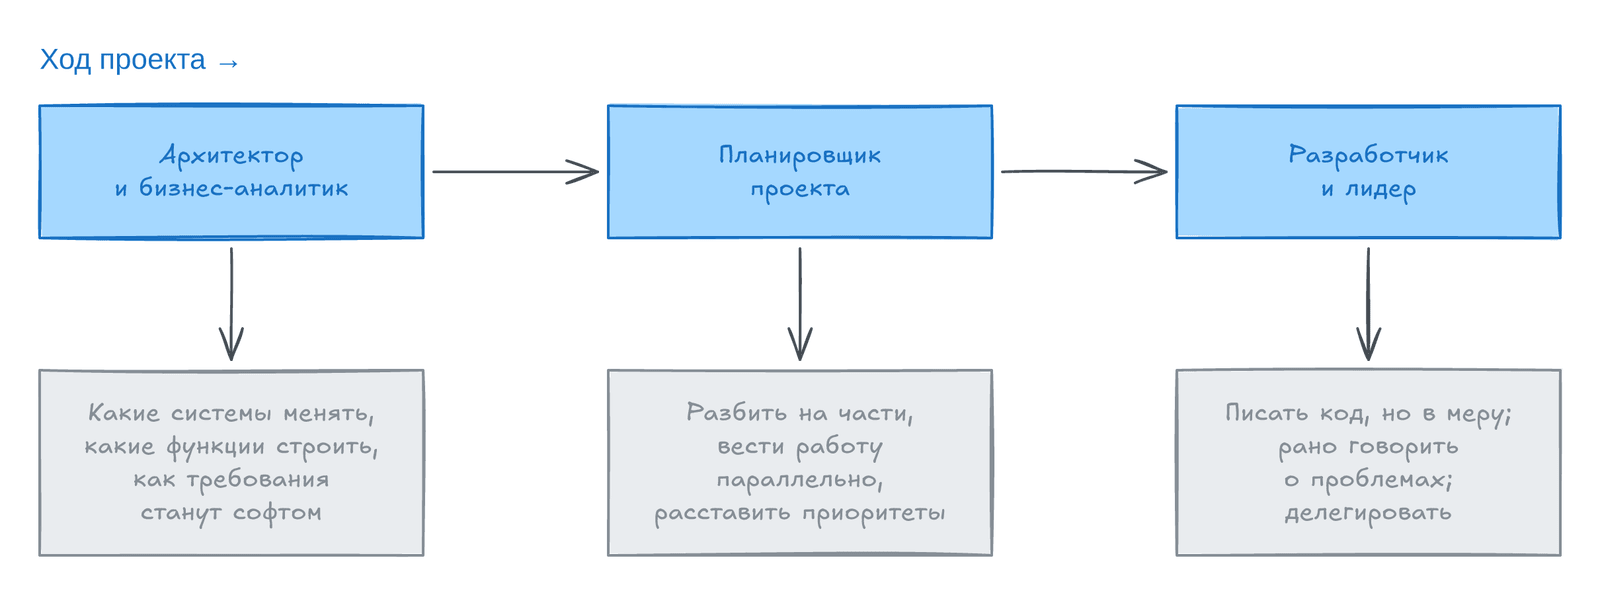 Ход проекта →
Архитектор
и бизнес-аналитик
Планировщик
проекта
Разработчик
и лидер
Какие системы менять,
какие функции строить,
как требования
станут софтом
Разбить на части,
вести работу
параллельно,
расставить приоритеты
Писать код, но в меру;
рано говорить
о проблемах;
делегировать